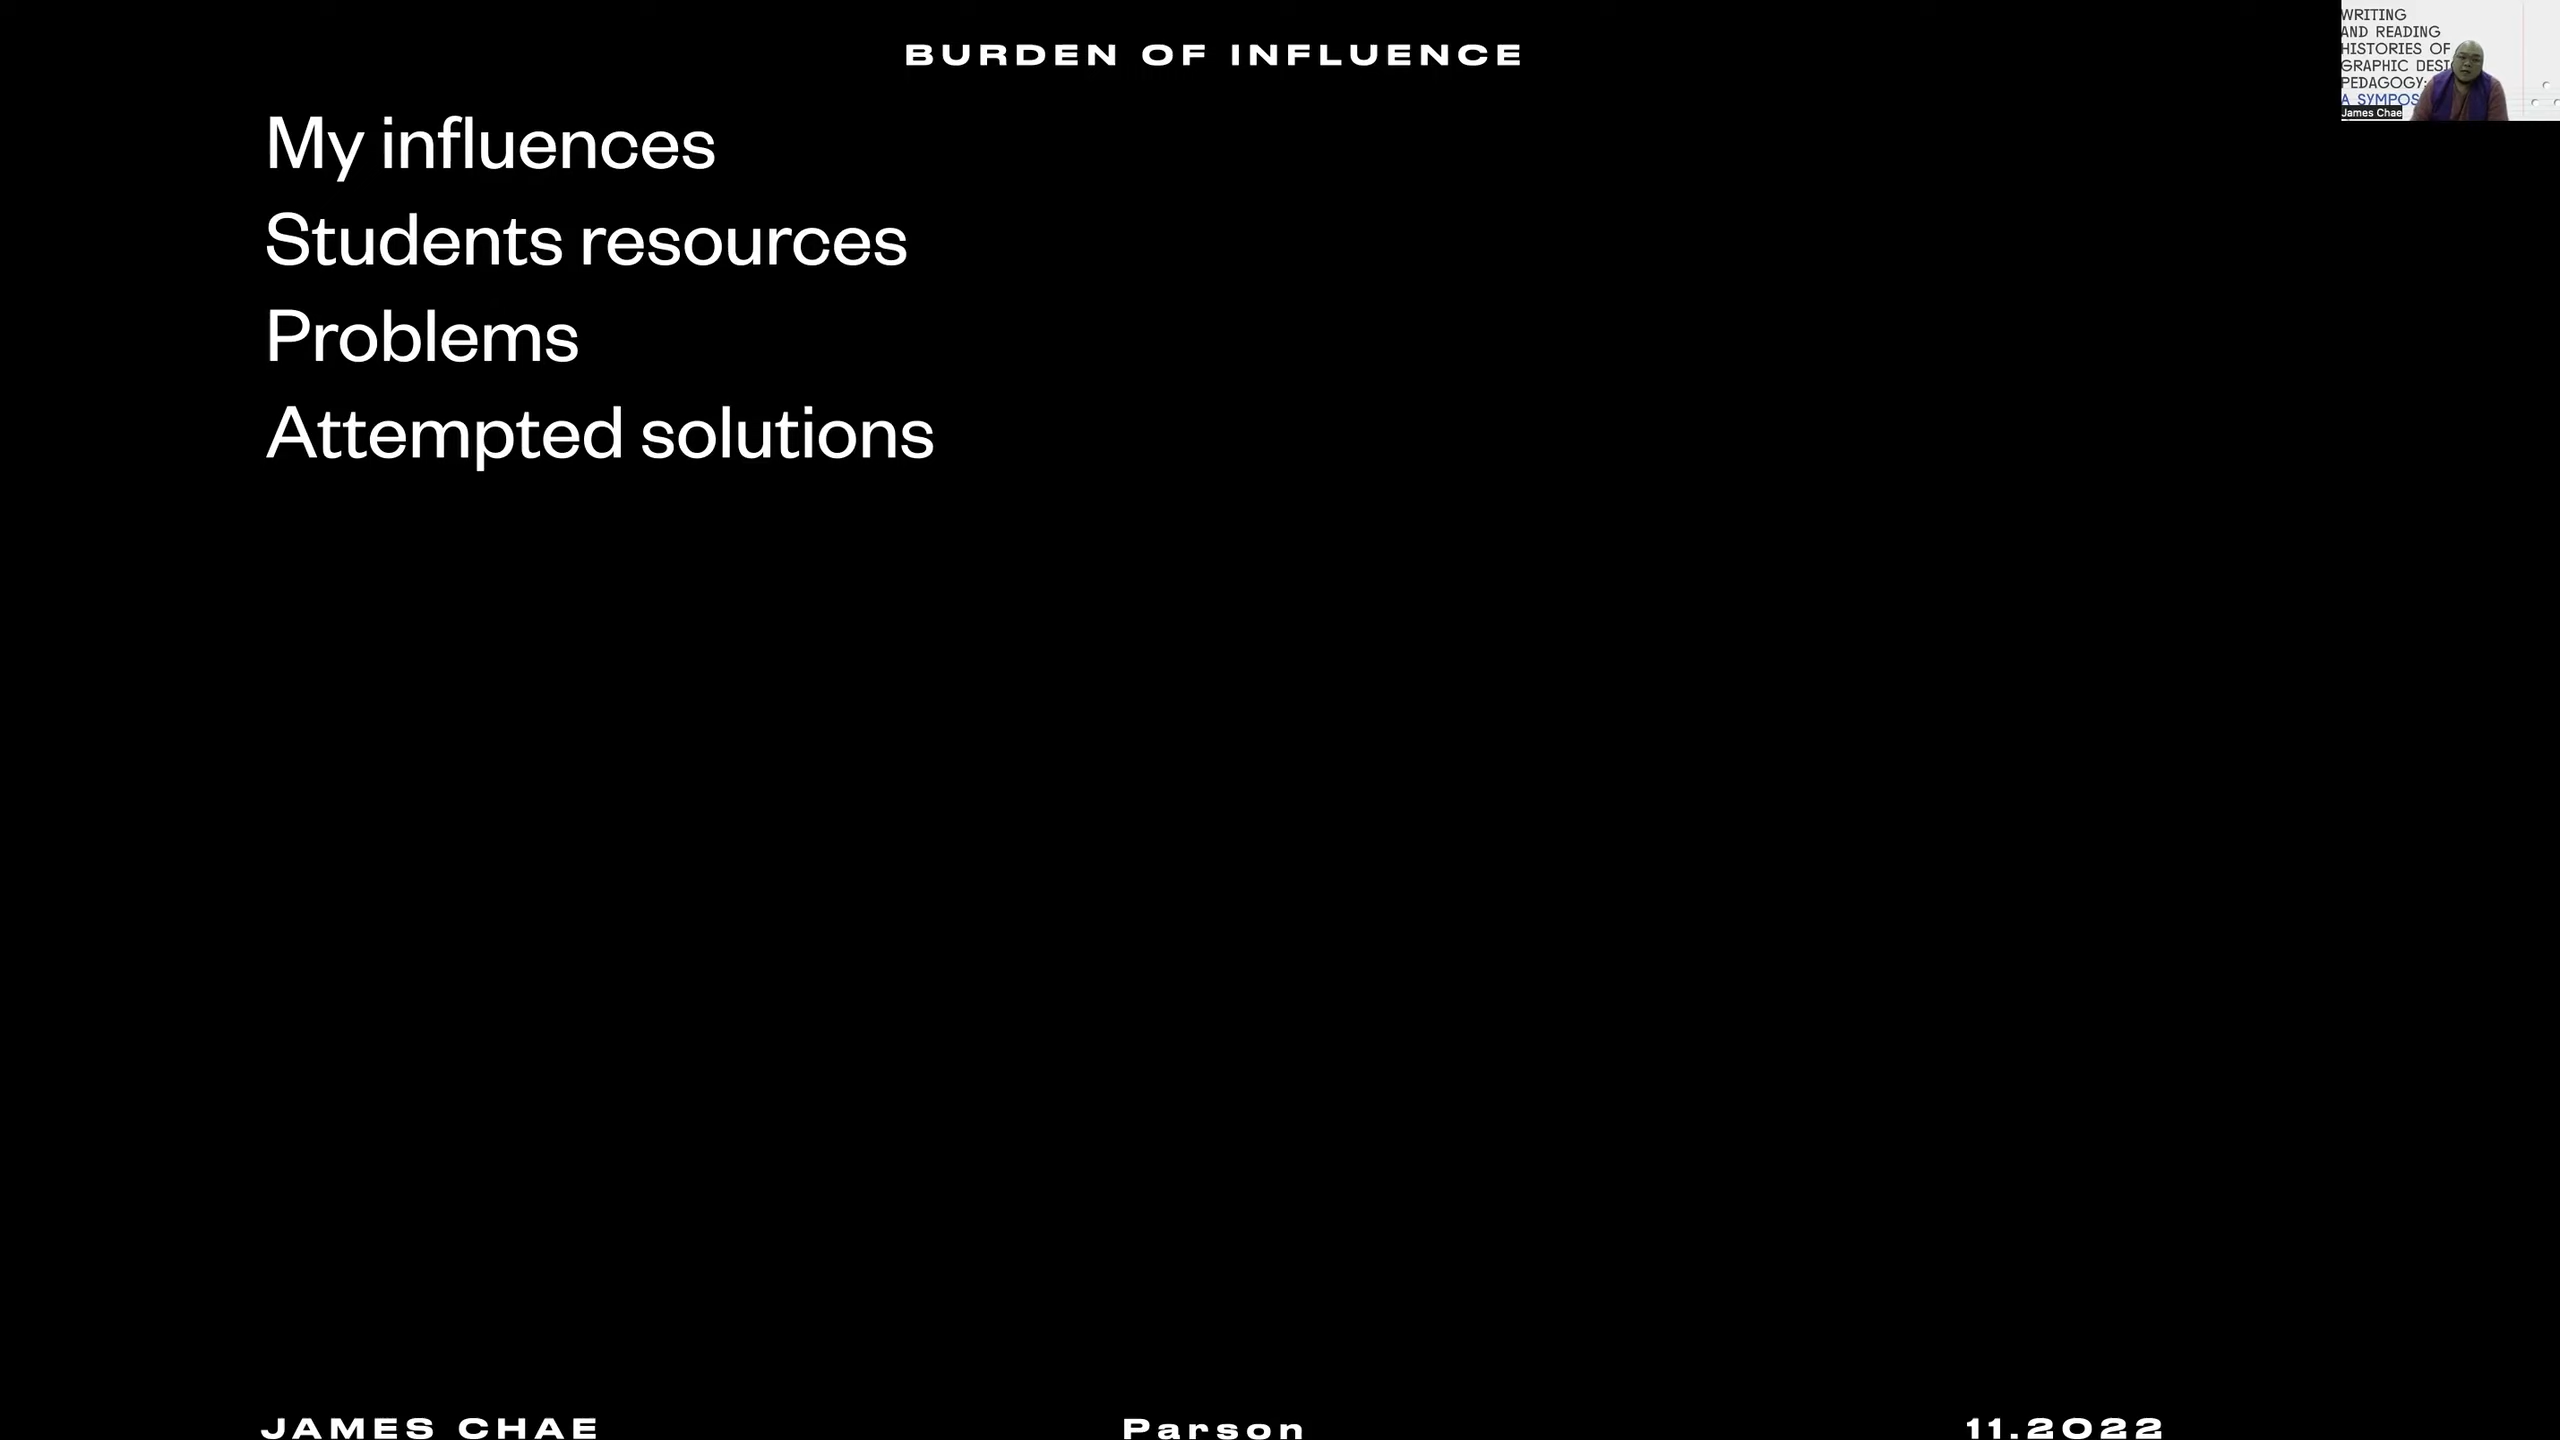 BURDEN OF INFLUENCE
My influences
Students resources
Problems
Attempted solutions
JAMES CHAE
Parson
11.2022
WRITING
AND READING
HISTORIES OF
GRAPHIC DESI
PEDAGOGY:
A SYMPOS
James Chae